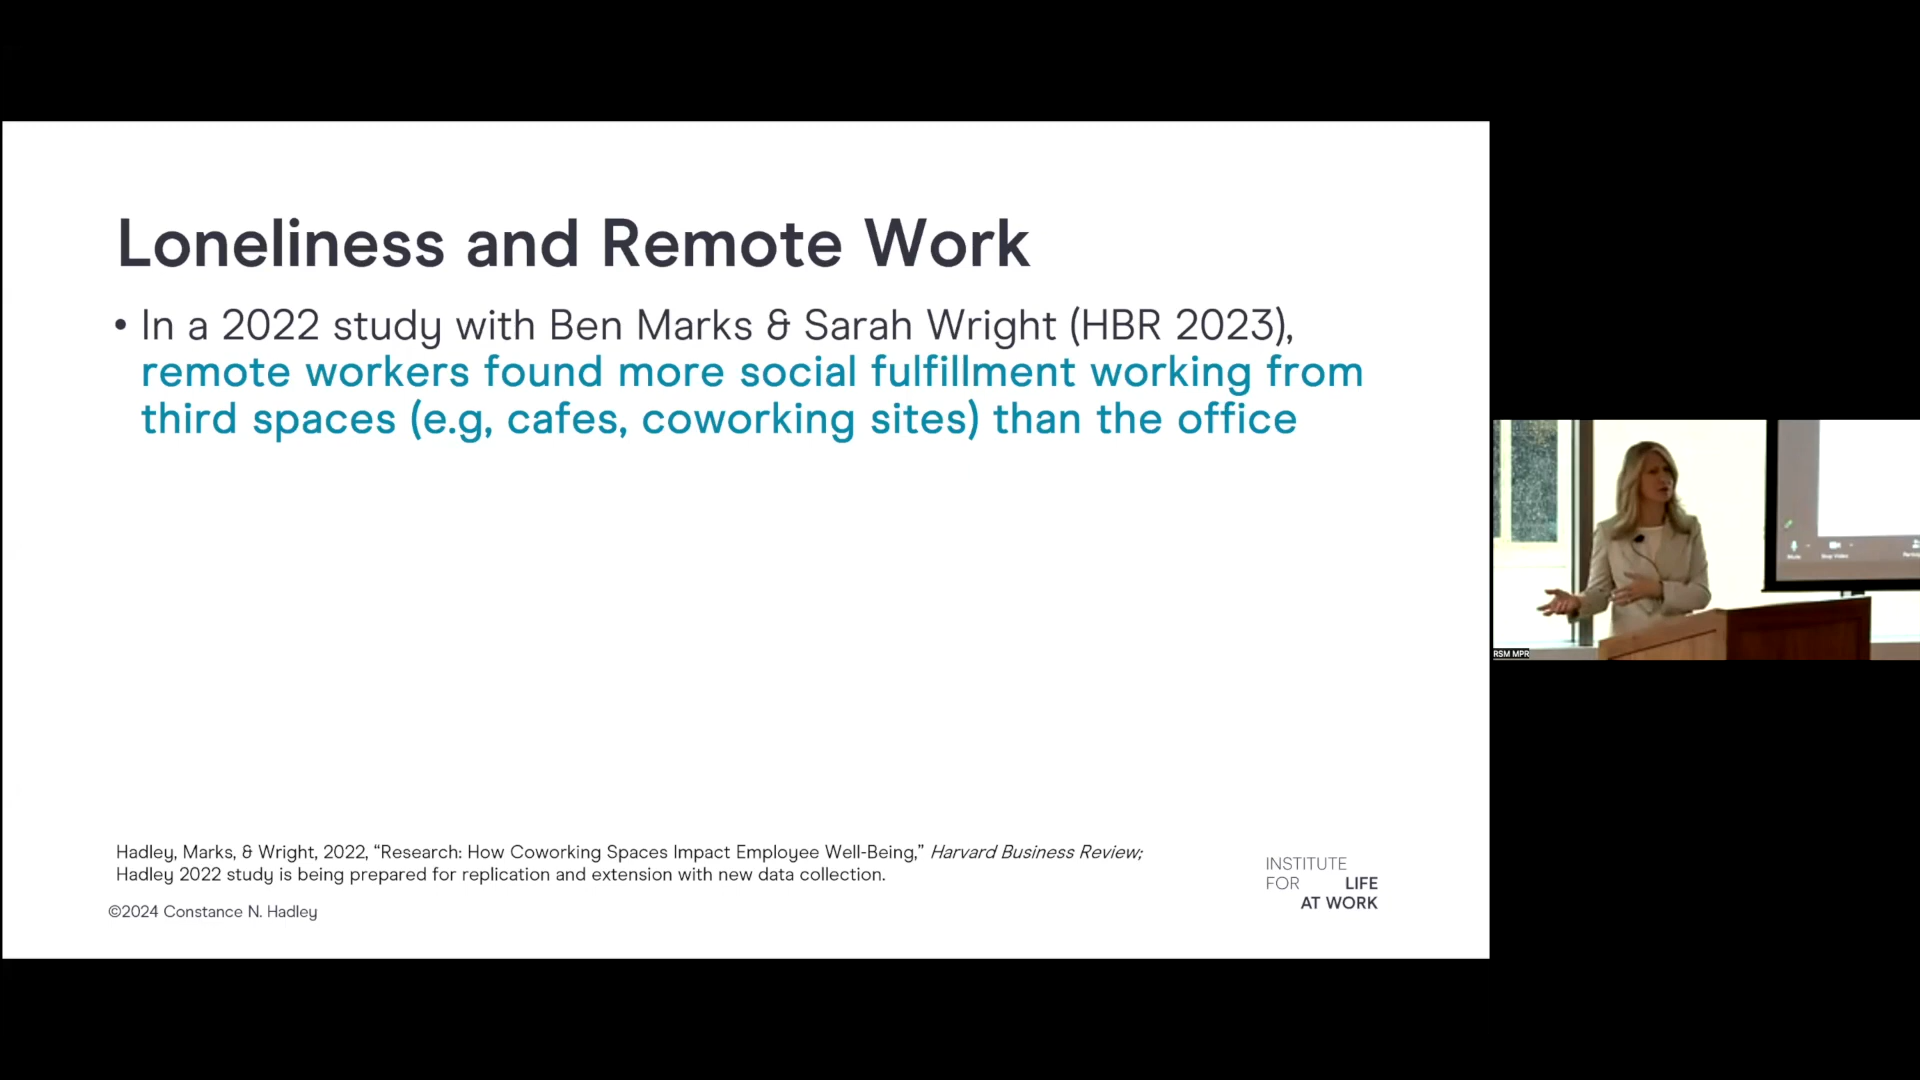 Loneliness and Remote Work
• In a 2022 study with Ben Marks & Sarah Wright (HBR 2023),
remote workers found more social fulfillment working from
third spaces (e.g, cafes, coworking sites) than the office
Hadley, Marks, & Wright, 2022, “Research: How Coworking Spaces Impact Employee Well-Being,” Harvard Business Review;
Hadley 2022 study is being prepared for replication and extension with new data collection.
©2024 Constance N. Hadley
INSTITUTE
FOR LIFE
AT WORK
RSM MPR